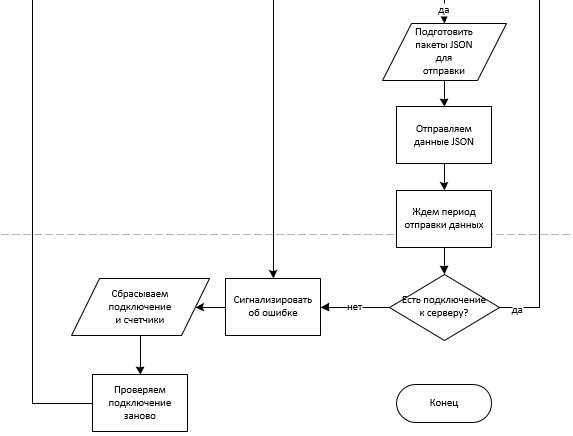 да
Подготовить
пакеты JSON
для
отправки
Отправляем
данные JSON
Ждем период
отправки данных
Есть подключение
к серверу?
да
нет
Сигнализировать
об ошибке
Сбрасываем
подключение
и счетчики
Проверяем
подключение
заново
Конец